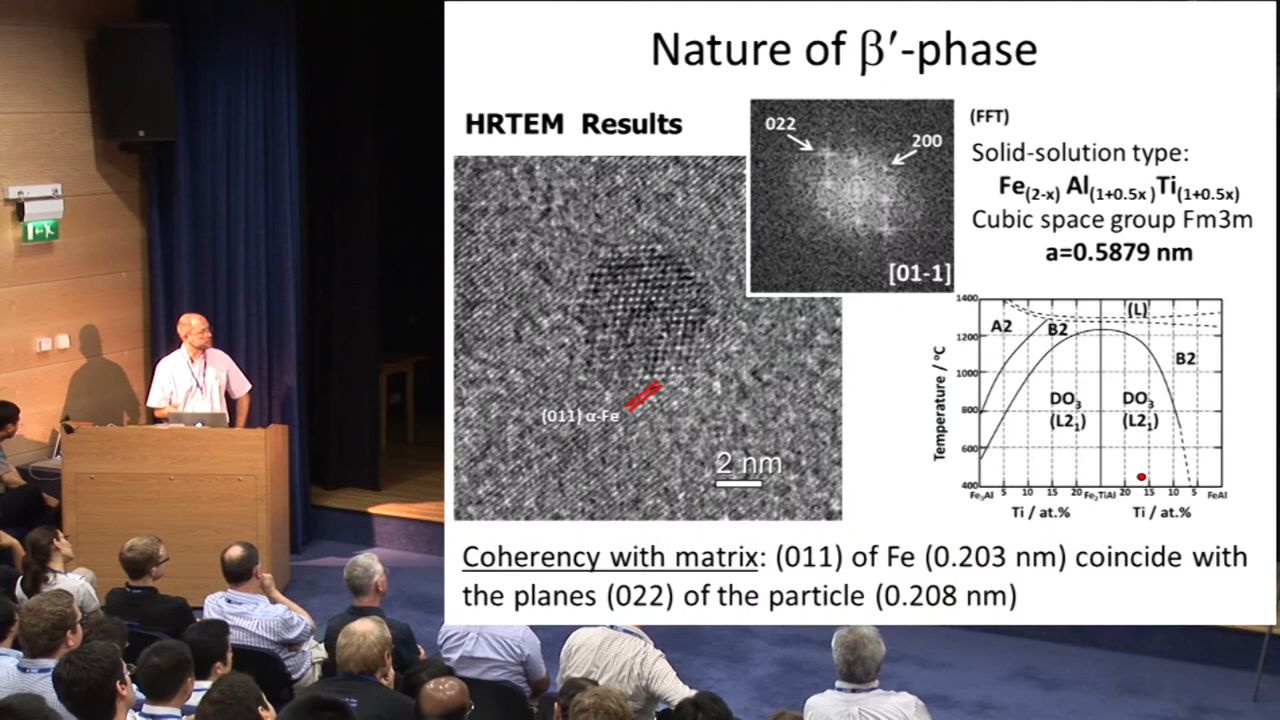 Nature of β′-phase
HRTEM Results
022
200
[01-1]
(FFT)
Solid-solution type:
Fe(2-x) Al(1+0.5x)Ti(1+0.5x)
Cubic space group Fm3m
a=0.5879 nm
(011) α-Fe
2 nm
1400
1200
1000
800
600
400
Temperature / ºC
A2
B2
(L)
B2
DO3
(L21)
DO3
(L21)
Fe3Al 5 10 15 20 Fe2TiAl 20 15 10 5 FeAl
Ti / at.% Ti / at.%
Coherency with matrix: (011) of Fe (0.203 nm) coincide with
the planes (022) of the particle (0.208 nm)